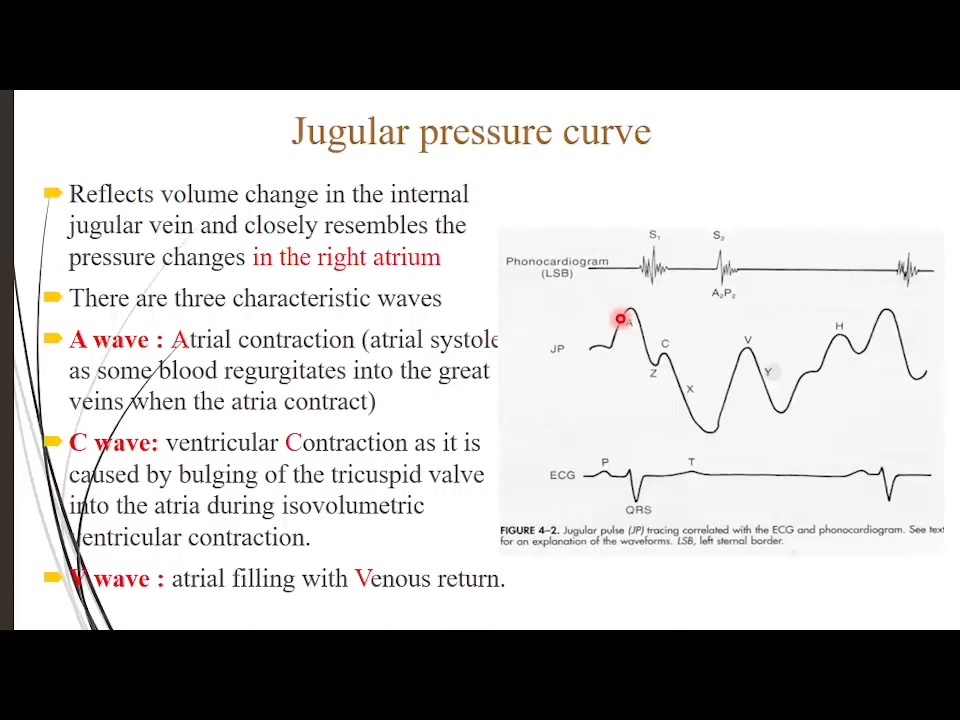 Jugular pressure curve
Reflects volume change in the internal
jugular vein and closely resembles the
pressure changes in the right atrium
There are three characteristic waves
A wave : Atrial contraction (atrial systole
as some blood regurgitates into the great
veins when the atria contract)
C wave: ventricular Contraction as it is
caused by bulging of the tricuspid valve
into the atria during isovolumetric
ventricular contraction.
V wave : atrial filling with Venous return.
S1 S2
Phonocardiogram
(LSB)
A2P2
A
H
V
C
JP
Z
Y
X
P T
ECG
QRS
FIGURE 4–2. Jugular pulse (JP) tracing correlated with the ECG and phonocardiogram. See text
for an explanation of the waveforms. LSB, left sternal border.